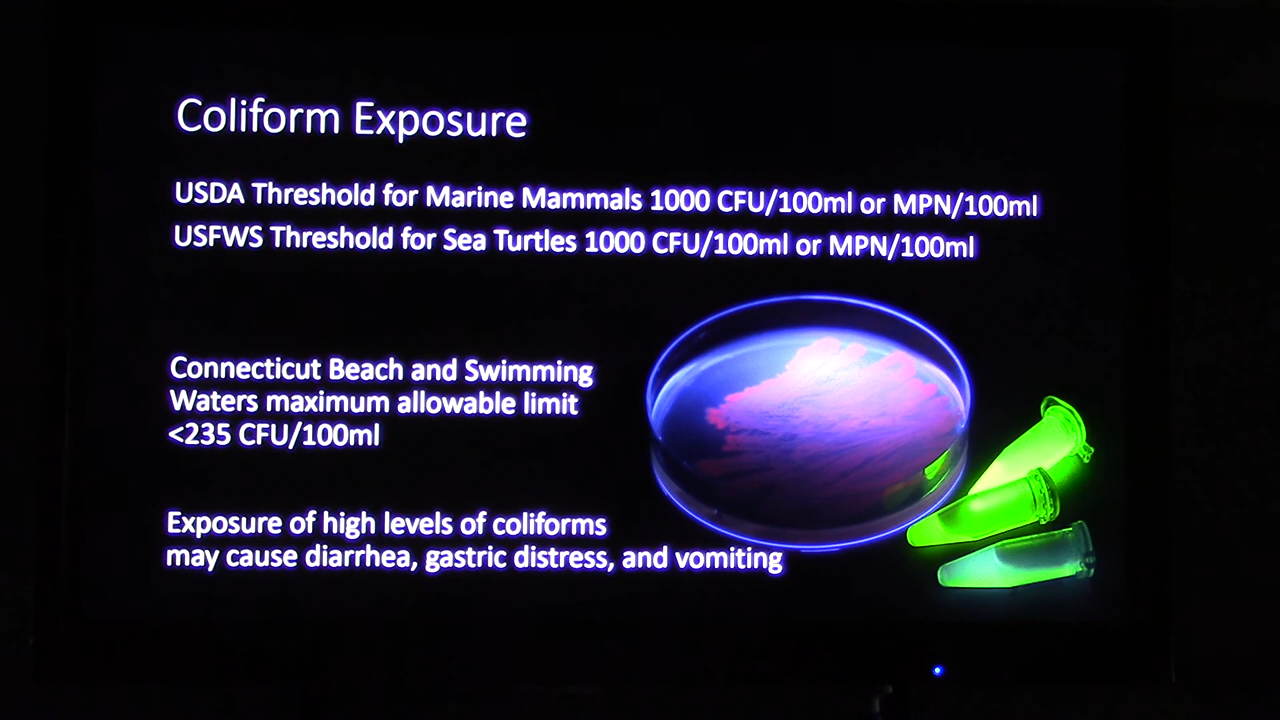 Coliform Exposure
USDA Threshold for Marine Mammals 1000 CFU/100ml or MPN/100ml
USFWS Threshold for Sea Turtles 1000 CFU/100ml or MPN/100ml
Connecticut Beach and Swimming
Waters maximum allowable limit
<235 CFU/100ml
Exposure of high levels of coliforms
may cause diarrhea, gastric distress, and vomiting